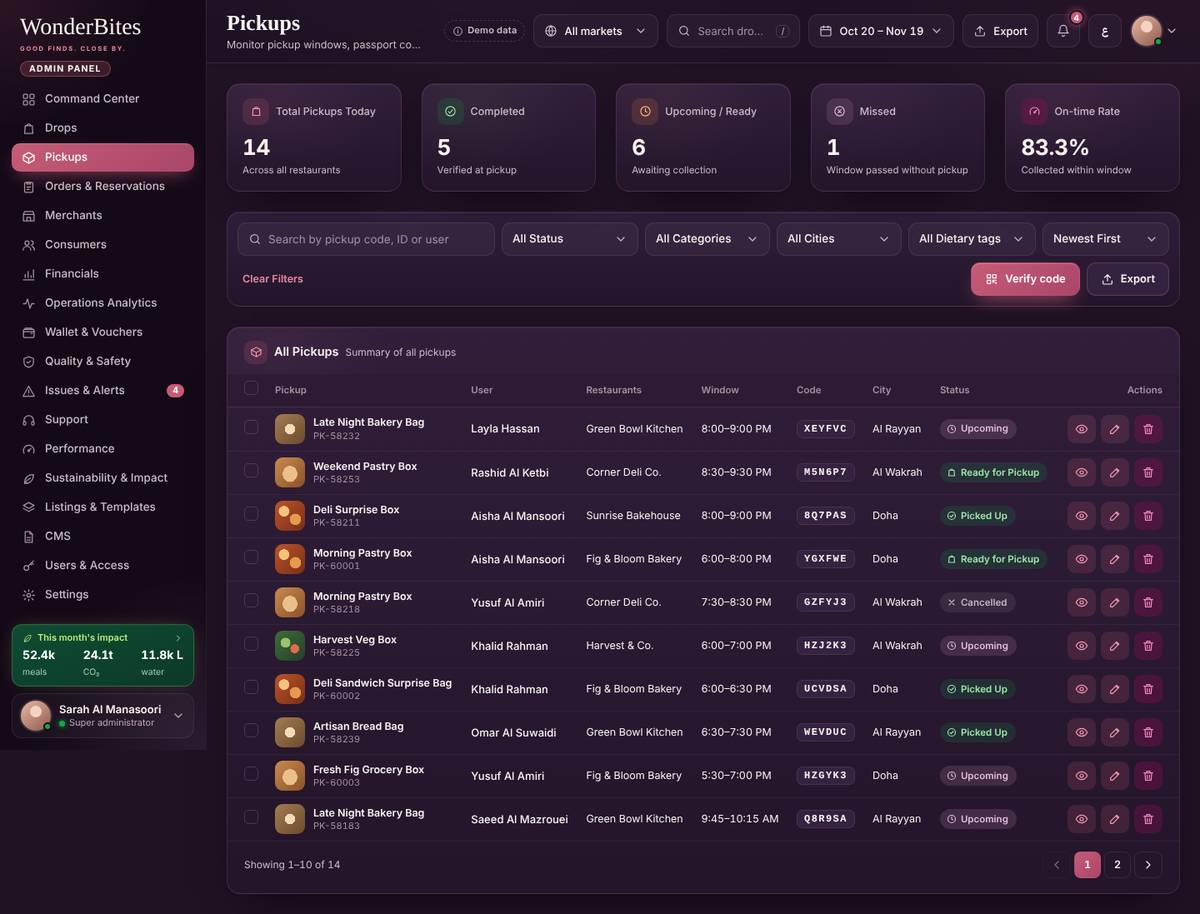 WonderBites
GOOD FINDS. CLOSE BY.
ADMIN PANEL
Command Center
Drops
Pickups
Orders & Reservations
Merchants
Consumers
Financials
Operations Analytics
Wallet & Vouchers
Quality & Safety
Issues & Alerts 4
Support
Performance
Sustainability & Impact
Listings & Templates
CMS
Users & Access
Settings
This month's impact
52.4k 24.1t 11.8k L
meals CO₂ water
Sarah Al Manasoori
Super administrator
Pickups
Monitor pickup windows, passport co...
Demo data
All markets
Search dro... /
Oct 20 – Nov 19
Export
4
ع
Total Pickups Today
14
Across all restaurants
Completed
5
Verified at pickup
Upcoming / Ready
6
Awaiting collection
Missed
1
Window passed without pickup
On-time Rate
83.3%
Collected within window
Search by pickup code, ID or user
All Status
All Categories
All Cities
All Dietary tags
Newest First
Clear Filters
Verify code
Export
All Pickups Summary of all pickups
Pickup User Restaurants Window Code City Status Actions
Late Night Bakery Bag
PK-58232
Layla Hassan Green Bowl Kitchen 8:00–9:00 PM XEYFVC Al Rayyan Upcoming
Weekend Pastry Box
PK-58253
Rashid Al Ketbi Corner Deli Co. 8:30–9:30 PM M5N6P7 Al Wakrah Ready for Pickup
Deli Surprise Box
PK-58211
Aisha Al Mansoori Sunrise Bakehouse 8:00–9:00 PM 8Q7PAS Doha Picked Up
Morning Pastry Box
PK-60001
Aisha Al Mansoori Fig & Bloom Bakery 6:00–8:00 PM YGXFWE Doha Ready for Pickup
Morning Pastry Box
PK-58218
Yusuf Al Amiri Corner Deli Co. 7:30–8:30 PM GZFYJ3 Al Wakrah Cancelled
Harvest Veg Box
PK-58225
Khalid Rahman Harvest & Co. 6:00–7:00 PM HZJ2K3 Al Wakrah Upcoming
Deli Sandwich Surprise Bag
PK-60002
Khalid Rahman Fig & Bloom Bakery 6:00–6:30 PM UCVDSA Doha Picked Up
Artisan Bread Bag
PK-58239
Omar Al Suwaidi Green Bowl Kitchen 6:30–7:30 PM WEVDUC Al Rayyan Picked Up
Fresh Fig Grocery Box
PK-60003
Yusuf Al Amiri Fig & Bloom Bakery 5:30–7:00 PM HZGYK3 Doha Upcoming
Late Night Bakery Bag
PK-58183
Saeed Al Mazrouei Green Bowl Kitchen 9:45–10:15 AM Q8R9SA Al Rayyan Upcoming
Showing 1–10 of 14
1 2